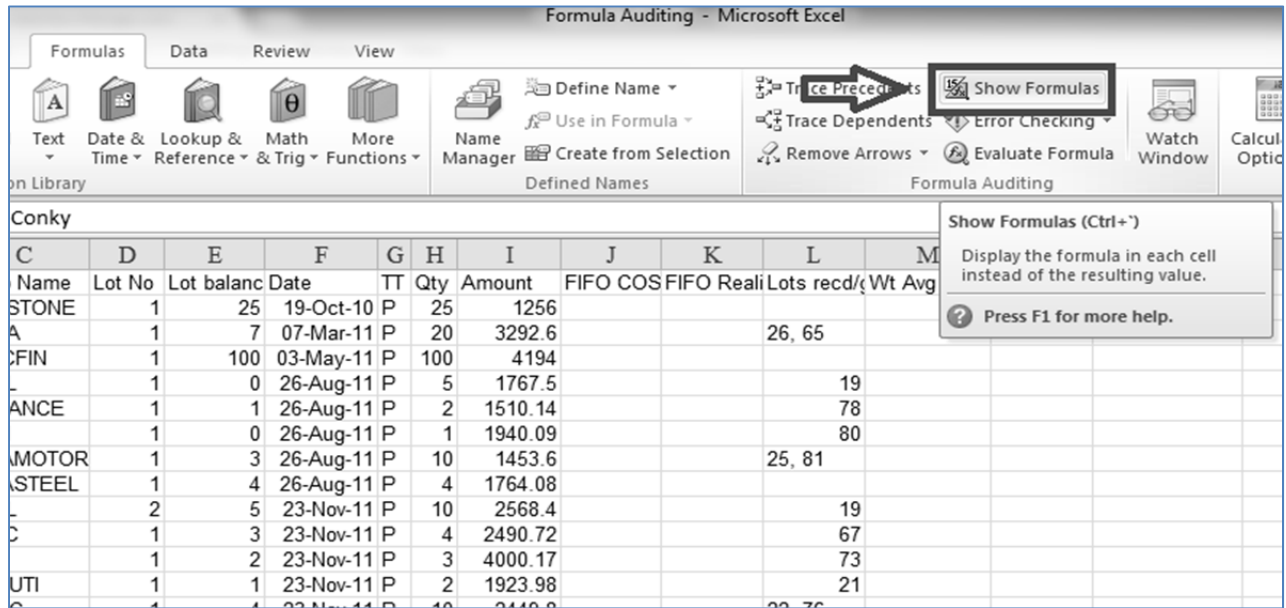 Formula Auditing - Microsoft Excel
Formulas Data Review View
Text Date & Time Lookup & Reference Math & Trig More Functions
Name Manager
Define Name
Use in Formula
Create from Selection
Defined Names
Trace Precedents
Trace Dependents
Remove Arrows
Show Formulas
Error Checking
Evaluate Formula
Formula Auditing
Watch Window
on Library
Conky
Show Formulas (Ctrl+`)
Display the formula in each cell
instead of the resulting value.
Press F1 for more help.
C D E F G H I J K L M
Name Lot No Lot balanc Date TT Qty Amount FIFO COS FIFO Reali Lots recd/g Wt Avg
STONE 1 25 19-Oct-10 P 25 1256
A 1 7 07-Mar-11 P 20 3292.6 26, 65
CFIN 1 100 03-May-11 P 100 4194
1 0 26-Aug-11 P 5 1767.5 19
ANCE 1 1 26-Aug-11 P 2 1510.14 78
1 0 26-Aug-11 P 1 1940.09 80
AMOTOR 1 3 26-Aug-11 P 10 1453.6 25, 81
ASTEEL 1 4 26-Aug-11 P 4 1764.08
2 5 23-Nov-11 P 10 2568.4 19
C 1 3 23-Nov-11 P 4 2490.72 67
1 2 23-Nov-11 P 3 4000.17 73
UTI 1 1 23-Nov-11 P 2 1923.98 21